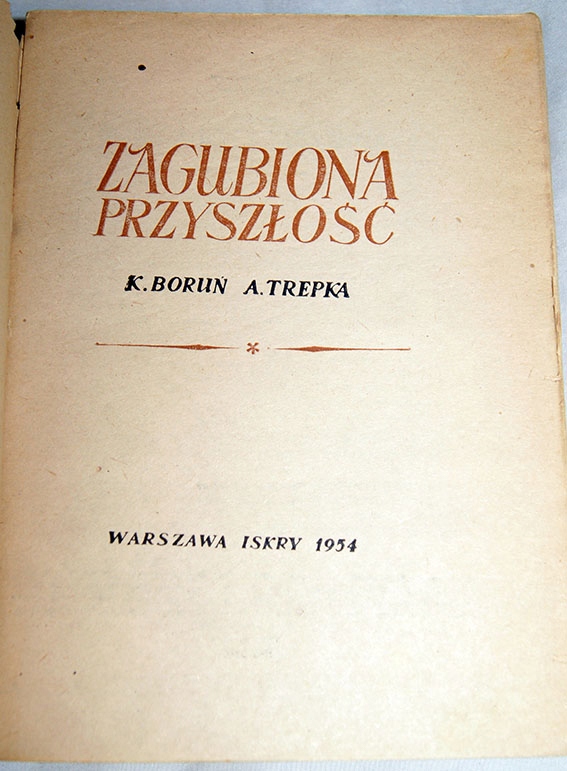 ZAGUBIONA
PRZYSZŁOŚĆ
K. BORUŃ A. TREPKA
WARSZAWA ISKRY 1954